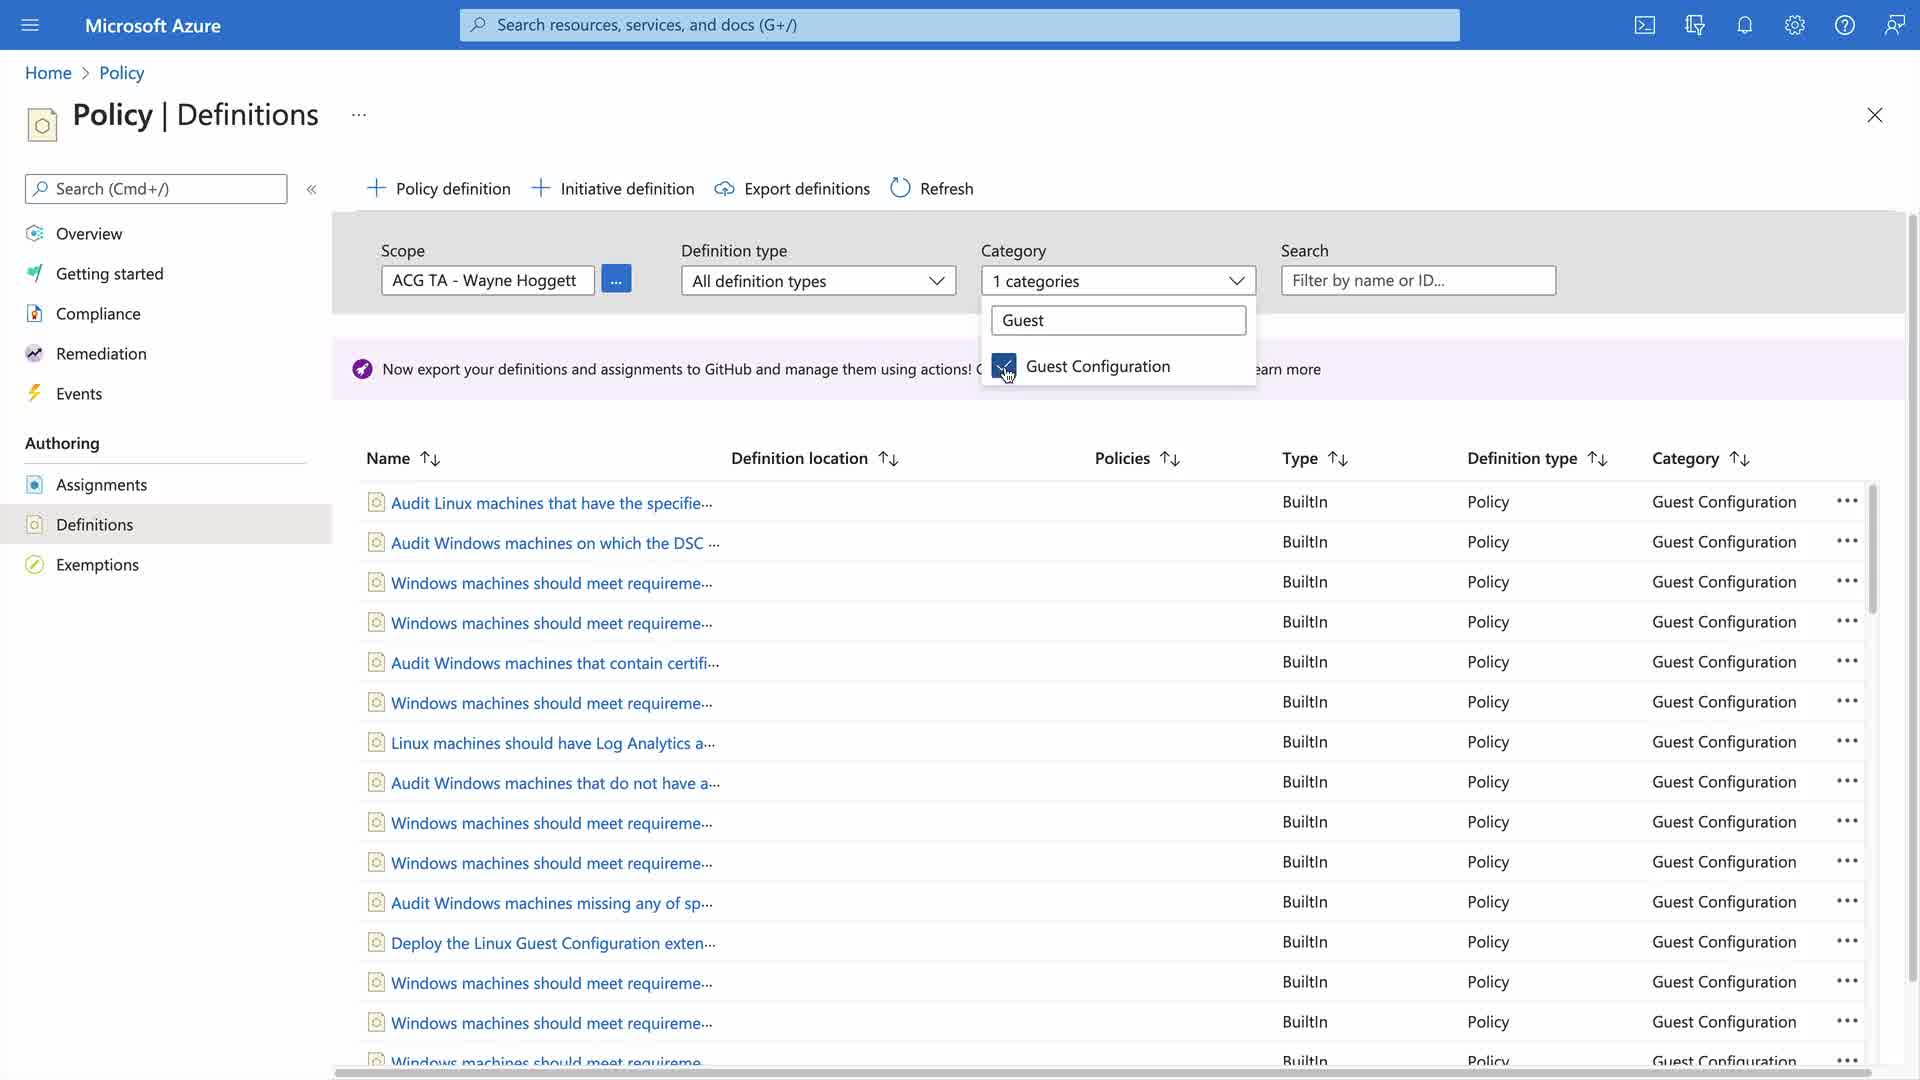 Microsoft Azure
Search resources, services, and docs (G+/)
Home > Policy
Policy | Definitions ...
Search (Cmd+/) «
+ Policy definition + Initiative definition Export definitions Refresh
Overview
Getting started
Compliance
Remediation
Events
Authoring
Assignments
Definitions
Exemptions
Scope Definition type Category Search
ACG TA - Wayne Hoggett ... All definition types 1 categories Filter by name or ID...
Guest
Guest Configuration
Now export your definitions and assignments to GitHub and manage them using actions! earn more
Name Definition location Policies Type Definition type Category
Audit Linux machines that have the specifie... BuiltIn Policy Guest Configuration ...
Audit Windows machines on which the DSC ... BuiltIn Policy Guest Configuration ...
Windows machines should meet requireme... BuiltIn Policy Guest Configuration ...
Windows machines should meet requireme... BuiltIn Policy Guest Configuration ...
Audit Windows machines that contain certifi... BuiltIn Policy Guest Configuration ...
Windows machines should meet requireme... BuiltIn Policy Guest Configuration ...
Linux machines should have Log Analytics a... BuiltIn Policy Guest Configuration ...
Audit Windows machines that do not have a... BuiltIn Policy Guest Configuration ...
Windows machines should meet requireme... BuiltIn Policy Guest Configuration ...
Windows machines should meet requireme... BuiltIn Policy Guest Configuration ...
Audit Windows machines missing any of sp... BuiltIn Policy Guest Configuration ...
Deploy the Linux Guest Configuration exten... BuiltIn Policy Guest Configuration ...
Windows machines should meet requireme... BuiltIn Policy Guest Configuration ...
Windows machines should meet requireme... BuiltIn Policy Guest Configuration ...
Windows machines should meet requireme... BuiltIn Policy Guest Configuration ...